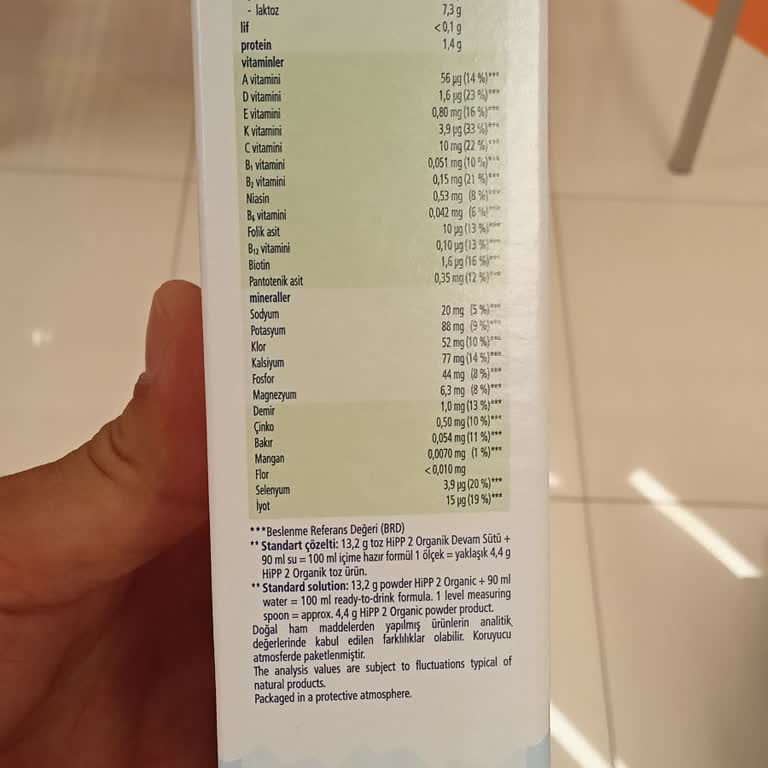 - laktoz 7,3 g
lif <0,1 g
protein 1,4 g
vitaminler
A vitamini 56 µg (14 %)***
D vitamini 1,6 µg (23 %)***
E vitamini 0,80 mg (16 %)***
K vitamini 3,9 µg (33 %)***
C vitamini 10 mg (22 %)***
B₁ vitamini 0,051 mg (10 %)***
B₂ vitamini 0,15 mg (21 %)***
Niasin 0,53 mg (8 %)***
B₆ vitamini 0,042 mg (6 %)***
Folik asit 10 µg (13 %)***
B₁₂ vitamini 0,10 µg (13 %)***
Biotin 1,6 µg (16 %)***
Pantotenik asit 0,35 mg (12 %)***
mineraller
Sodyum 20 mg (5 %)***
Potasyum 88 mg (9 %)***
Klor 52 mg (10 %)***
Kalsiyum 77 mg (14 %)***
Fosfor 44 mg (8 %)***
Magnezyum 6,3 mg (8 %)***
Demir 1,0 mg (13 %)***
Çinko 0,50 mg (10 %)***
Bakır 0,054 mg (11 %)***
Mangan 0,0070 mg (1 %)***
Flor <0,010 mg
Selenyum 3,9 µg (20 %)***
İyot 15 µg (19 %)***
***Beslenme Referans Değeri (BRD)
** Standart çözelti: 13,2 g toz HiPP 2 Organik Devam Sütü +
90 ml su = 100 ml içime hazır formül 1 ölçek = yaklaşık 4,4 g
HiPP 2 Organik toz ürün.
** Standard solution: 13,2 g powder HiPP 2 Organic + 90 ml
water = 100 ml ready-to-drink formula. 1 level measuring
spoon = approx. 4,4 g HiPP 2 Organic powder product.
Doğal ham maddelerden yapılmış ürünlerin analitik
değerlerinde kabul edilen farklılıklar olabilir. Koruyucu
atmosferde paketlenmiştir.
The analysis values are subject to fluctuations typical of
natural products.
Packaged in a protective atmosphere.